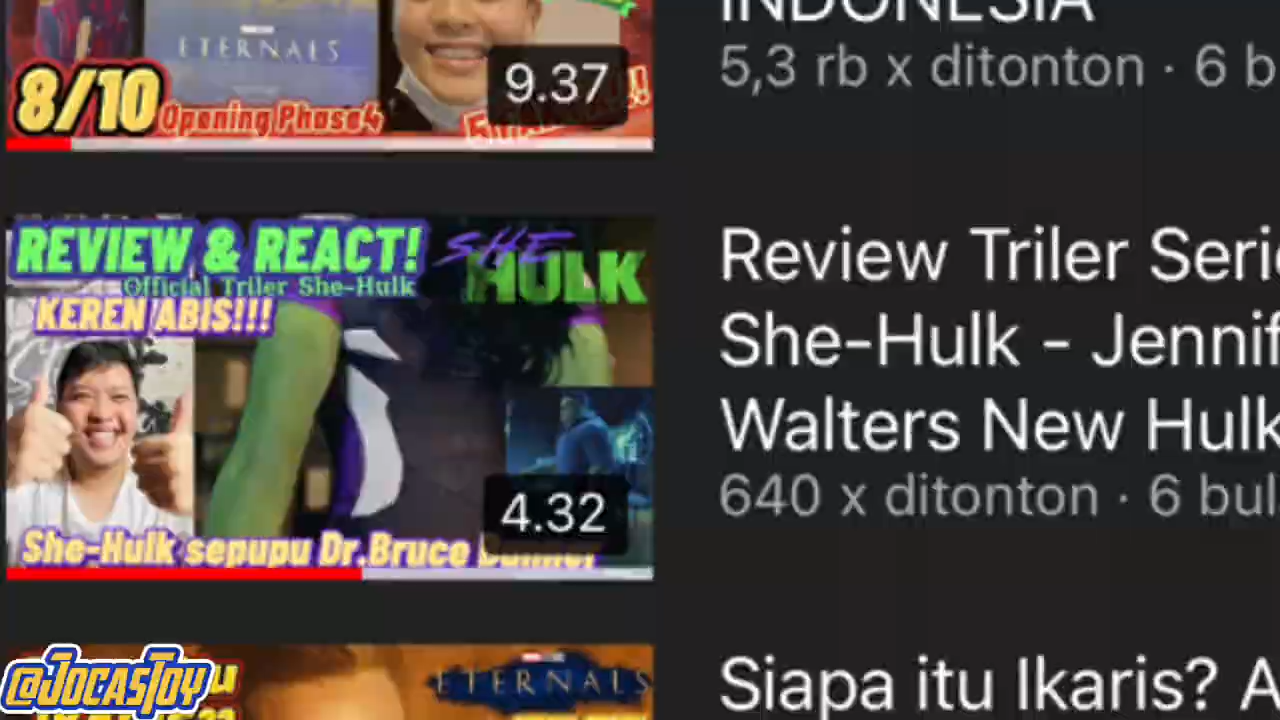 INDONESIA
ETERNALS
9.37
5,3 rb x ditonton · 6 b
8/10
Opening Phase4
REVIEW & REACT!
SHE
HULK
Official Triler She-Hulk
KEREN ABIS!!!
Review Triler Seri
She-Hulk - Jennif
Walters New Hulk
640 x ditonton · 6 bul
4.32
She-Hulk sepupu Dr.Bruce
@JOCASTOY
ETERNALS
Siapa itu Ikaris? A